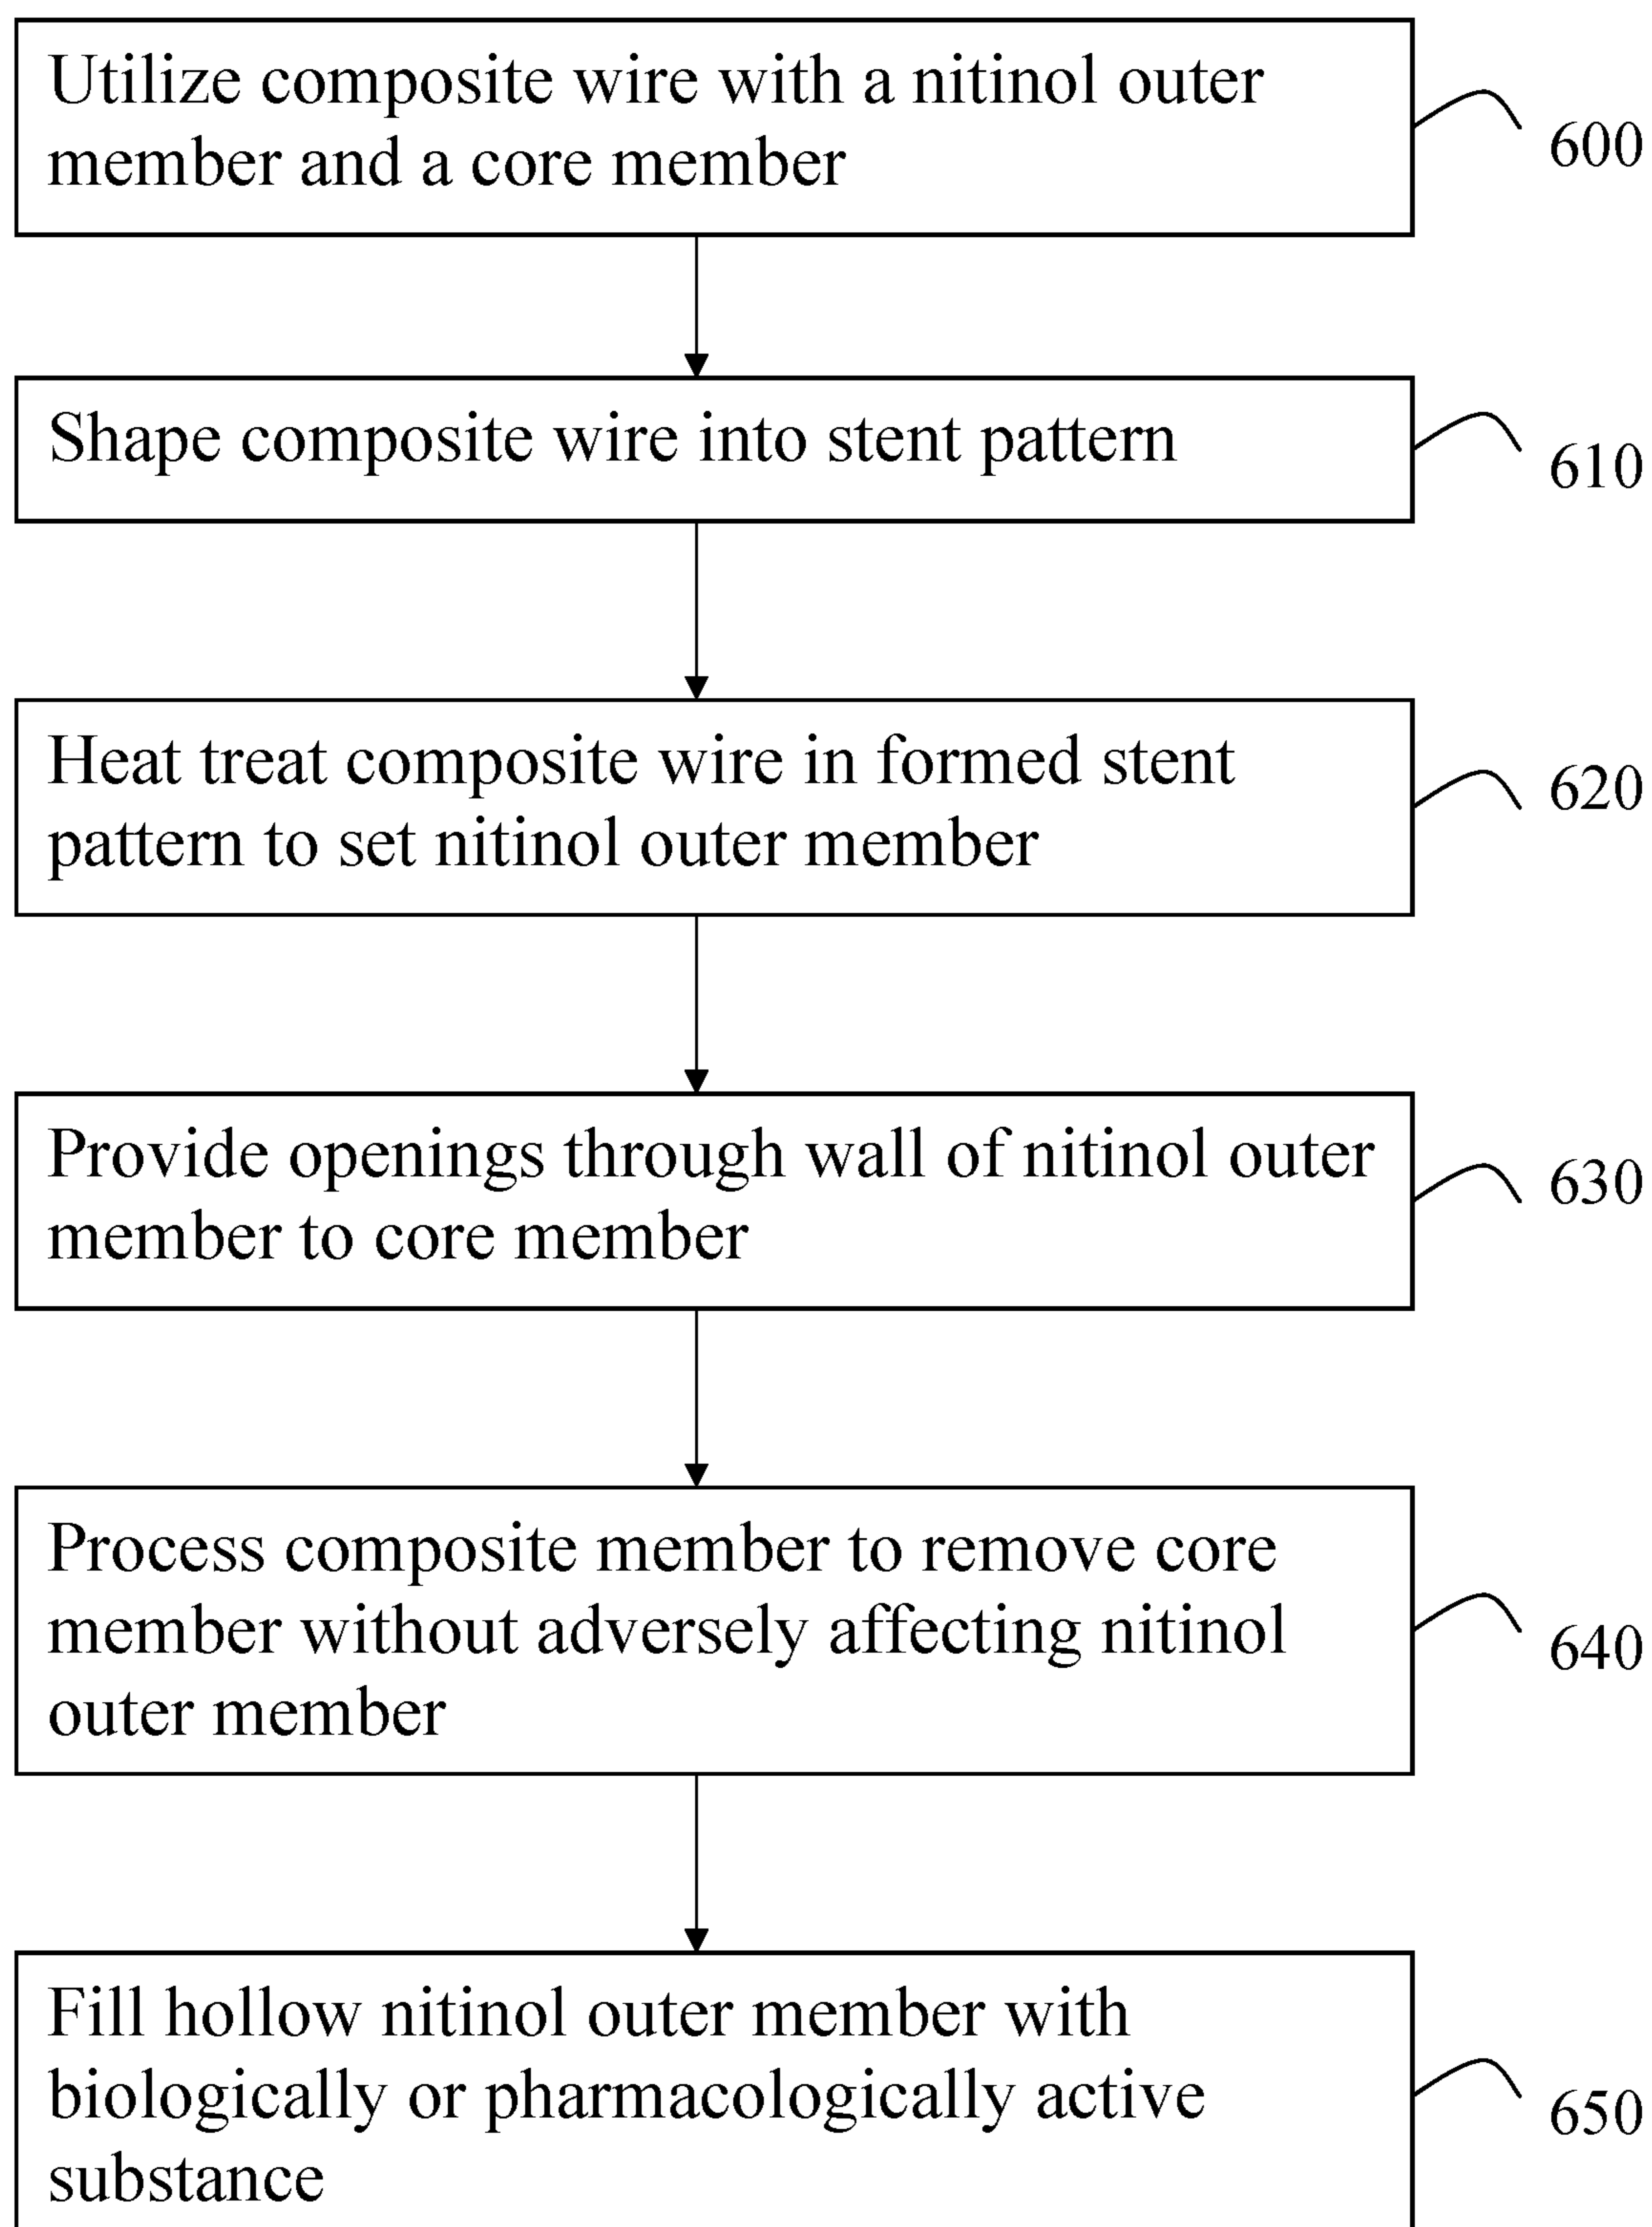 Utilize composite wire with a nitinol outer
member and a core member
600
Shape composite wire into stent pattern
610
Heat treat composite wire in formed stent
pattern to set nitinol outer member
620
Provide openings through wall of nitinol outer
member to core member
630
Process composite member to remove core
member without adversely affecting nitinol
outer member
640
Fill hollow nitinol outer member with
biologically or pharmacologically active
substance
650